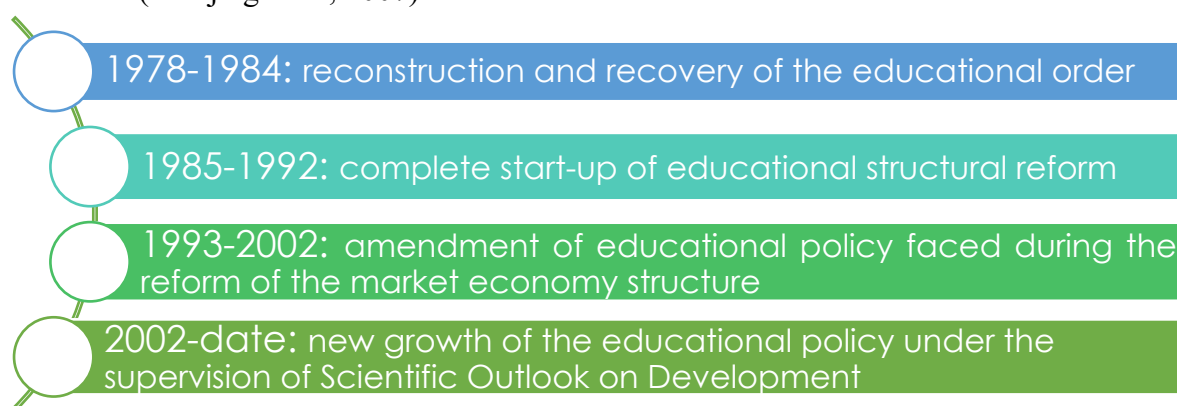 1978-1984: reconstruction and recovery of the educational order
1985-1992: complete start-up of educational structural reform
1993-2002: amendment of educational policy faced during the
reform of the market economy structure
2002-date: new growth of the educational policy under the
supervision of Scientific Outlook on Development